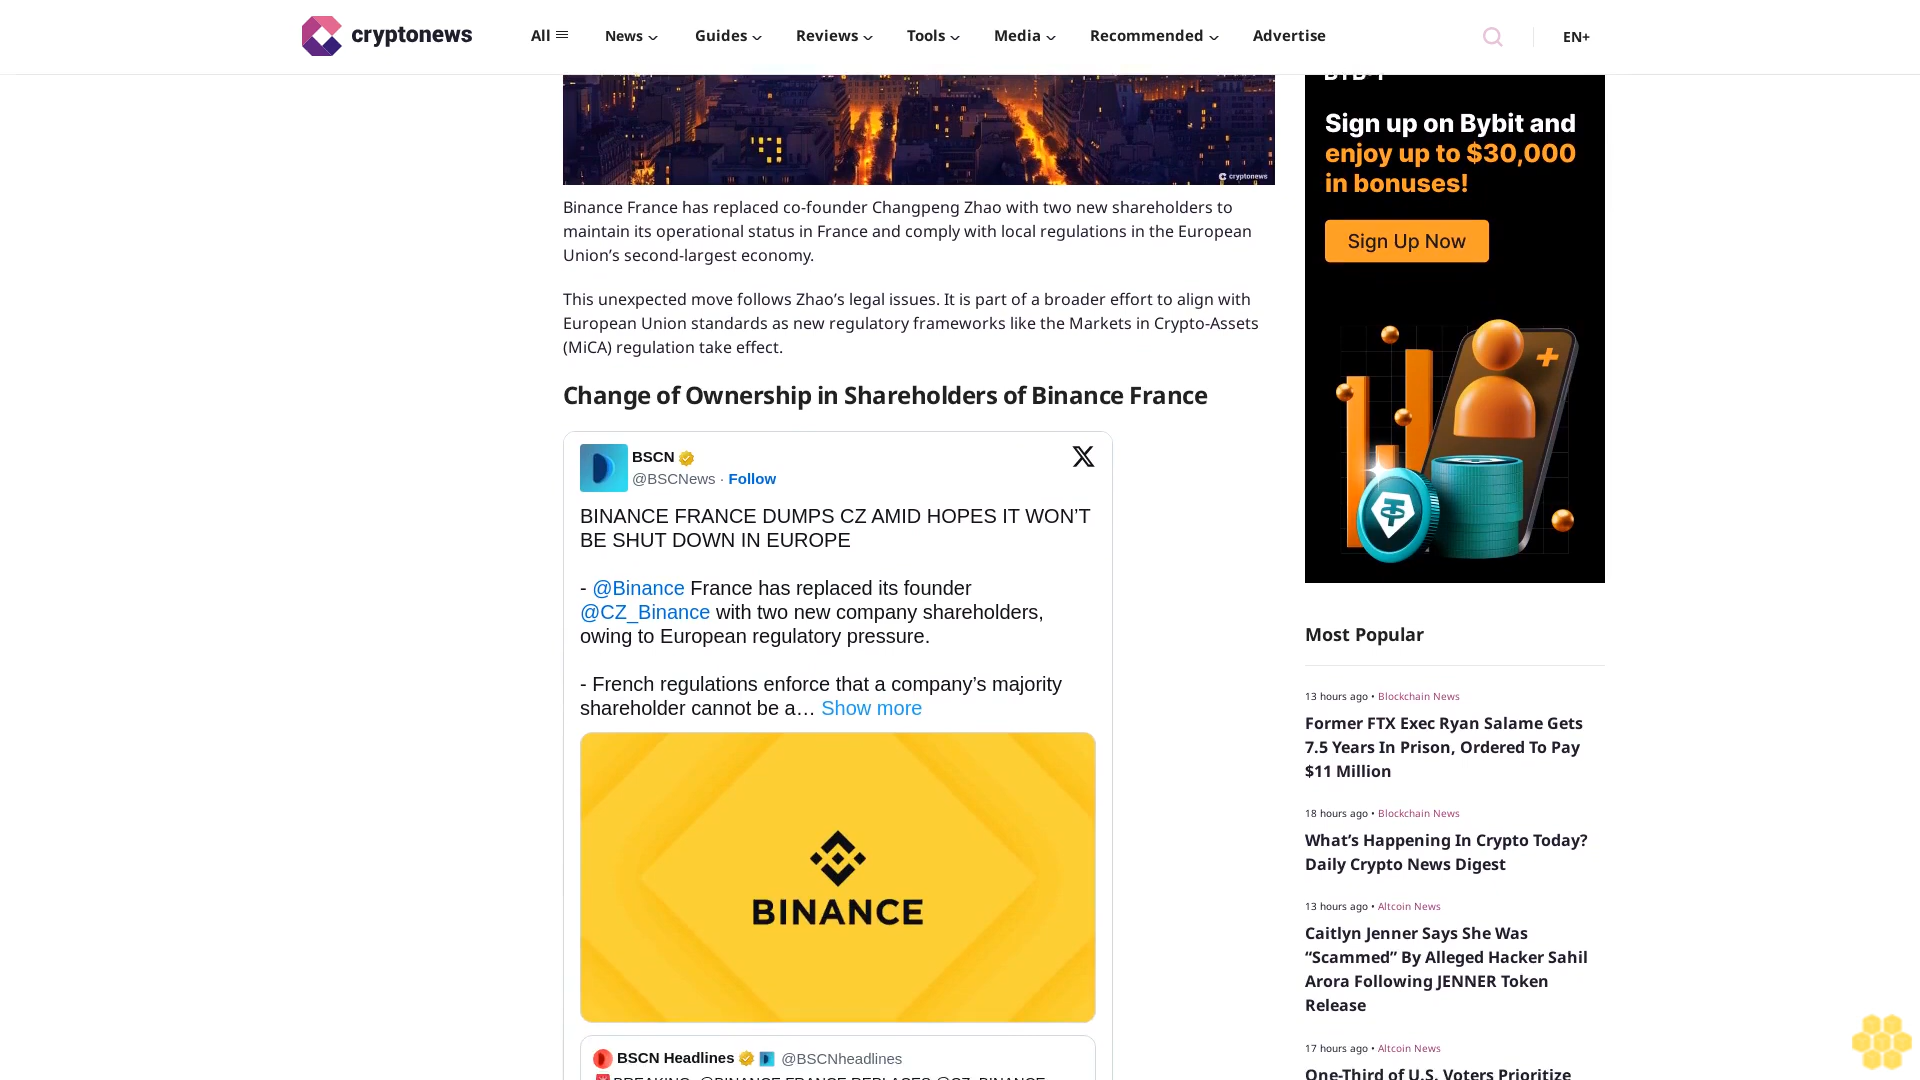 cryptonews
All
News
Guides
Reviews
Tools
Media
Recommended
Advertise
EN+
cryptonews
Binance France has replaced co-founder Changpeng Zhao with two new shareholders to
maintain its operational status in France and comply with local regulations in the European
Union’s second-largest economy.
This unexpected move follows Zhao’s legal issues. It is part of a broader effort to align with
European Union standards as new regulatory frameworks like the Markets in Crypto-Assets
(MiCA) regulation take effect.
Change of Ownership in Shareholders of Binance France
BSCN
@BSCNews · Follow
BINANCE FRANCE DUMPS CZ AMID HOPES IT WON’T
BE SHUT DOWN IN EUROPE
- @Binance France has replaced its founder
@CZ_Binance with two new company shareholders,
owing to European regulatory pressure.
- French regulations enforce that a company’s majority
shareholder cannot be a… Show more
BINANCE
BSCN Headlines @BSCNheadlines
BREAKING: @BINANCE FRANCE REPLACES @CZ_BINANCE
Sign up on Bybit and
enjoy up to $30,000
in bonuses!
Sign Up Now
Most Popular
13 hours ago • Blockchain News
Former FTX Exec Ryan Salame Gets
7.5 Years In Prison, Ordered To Pay
$11 Million
18 hours ago • Blockchain News
What’s Happening In Crypto Today?
Daily Crypto News Digest
13 hours ago • Altcoin News
Caitlyn Jenner Says She Was
“Scammed” By Alleged Hacker Sahil
Arora Following JENNER Token
Release
17 hours ago • Altcoin News
One-Third of U.S. Voters Prioritize